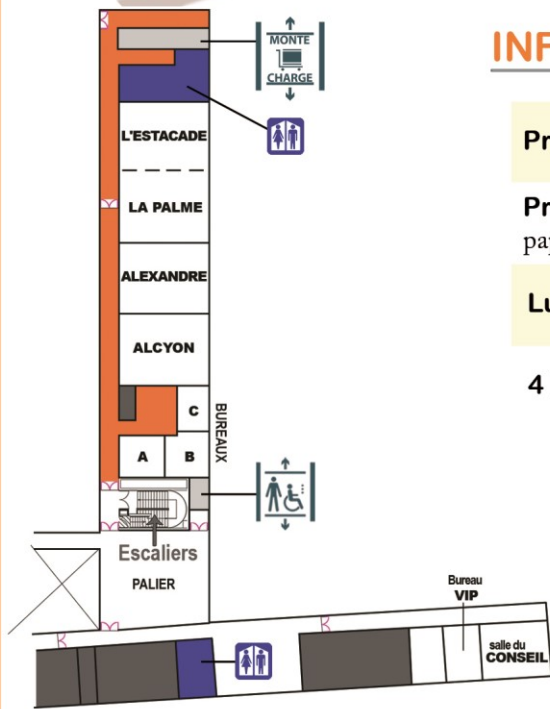 MONTE
CHARGE
INF
L'ESTACADE
LA PALME
ALEXANDRE
ALCYON
C
BUREAUX
A
B
Escaliers
PALIER
Pr
Pr
pa
Lu
4
Bureau
VIP
salle du
CONSEIL